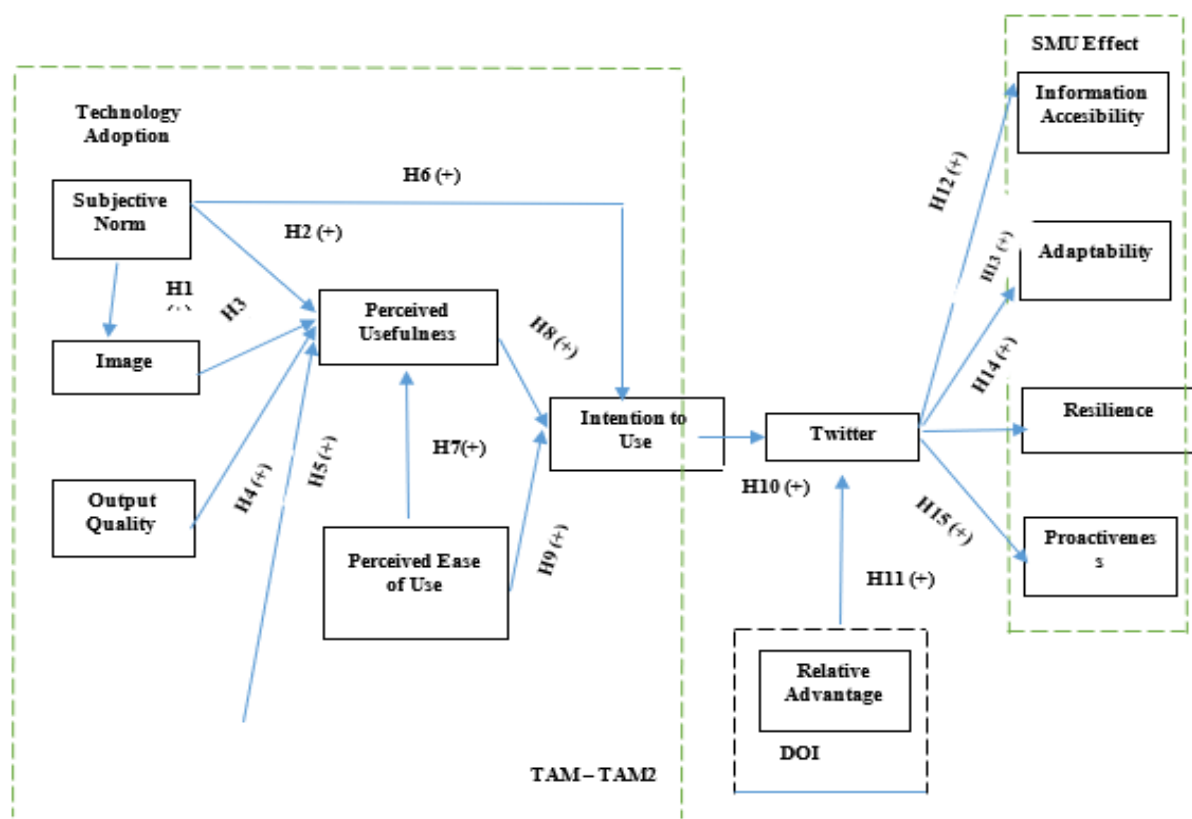 SMU Effect
Information
Accesibility
Technology
Adoption
H12 (+)
H6 (+)
Subjective
Norm
H2 (+)
H13 (+)
Adaptability
H1
(+)
H3
Perceived
Usefulness
H8 (+)
Image
H14 (+)
Intention to
Use
Twitter
Resilience
H4 (+)
H5 (+)
H7(+)
H10 (+)
Output
Quality
H9 (+)
H15 (+)
Proactivenes
s
Perceived Ease
of Use
H11 (+)
Relative
Advantage
DOI
TAM – TAM2